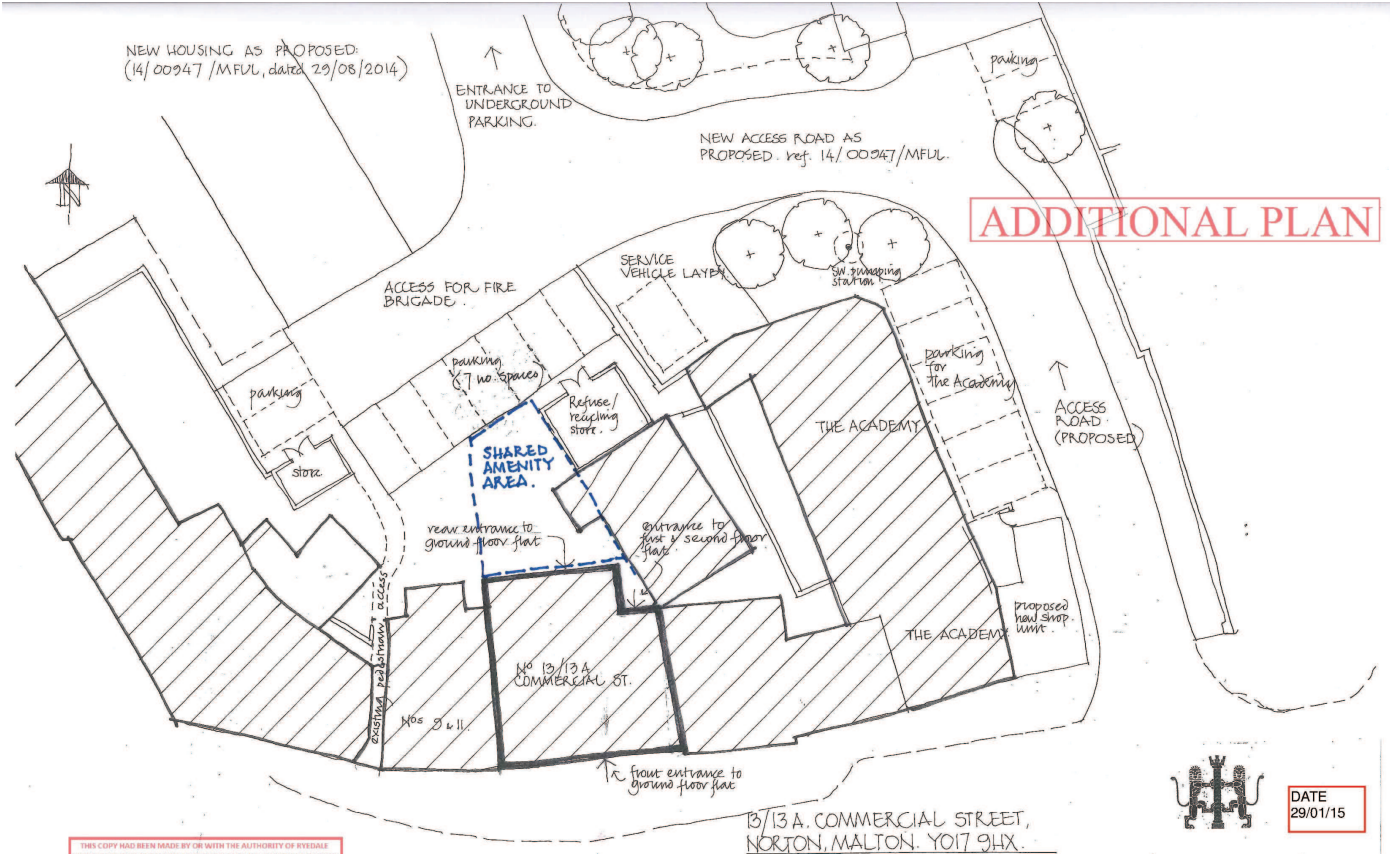 NEW HOUSING AS PROPOSED:
(14/00947/MFUL, dated 29/08/2014)
ENTRANCE TO
UNDERGROUND
PARKING.
parking
NEW ACCESS ROAD AS
PROPOSED. ref. 14/00947/MFUL.
N
ADDITIONAL PLAN
SERVICE
VEHICLE LAYBY
SW. pumping
station
ACCESS FOR FIRE
BRIGADE.
parking
(7 no. spaces)
parking
for
the Academy
parking
Refuse/
recycling
store.
ACCESS
ROAD
(PROPOSED)
THE ACADEMY
SHARED
AMENITY
AREA.
store
rear entrance to
ground floor flat
entrance to
first & second floor
flat.
existing pedestrian access
proposed
new shop
unit.
THE ACADEMY
No 13/13A
COMMERCIAL ST.
Nos 9 & 11.
front entrance to
ground floor flat
13/13A. COMMERCIAL STREET,
NORTON, MALTON. YO17 9HX.
DATE
29/01/15
THIS COPY HAD BEEN MADE BY OR WITH THE AUTHORITY OF RYEDALE